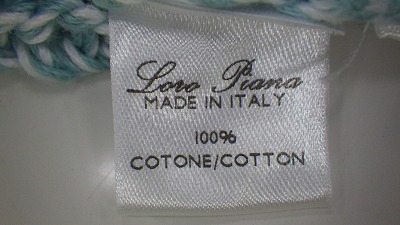 Loro Piana
MADE IN ITALY
100%
COTONE/COTTON